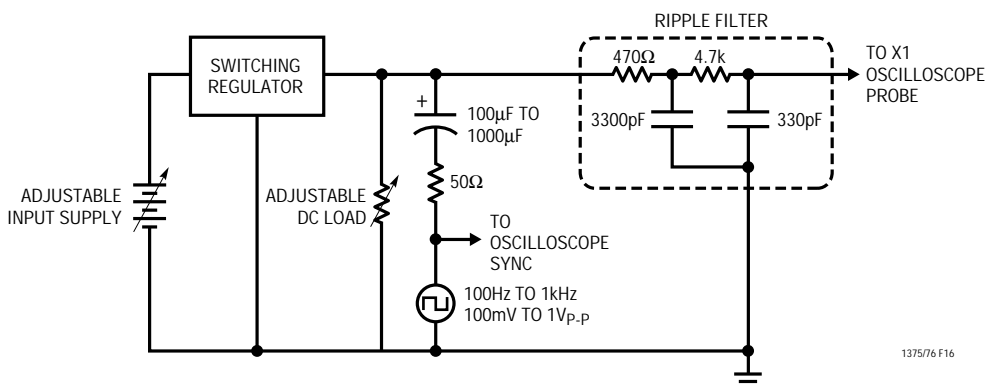 RIPPLE FILTER
SWITCHING
REGULATOR
470Ω
4.7k
TO X1
OSCILLOSCOPE
PROBE
+
100µF TO
1000µF
3300pF
330pF
ADJUSTABLE
INPUT SUPPLY
ADJUSTABLE
DC LOAD
50Ω
TO
OSCILLOSCOPE
SYNC
100Hz TO 1kHz
100mV TO 1VP-P
1375/76 F16